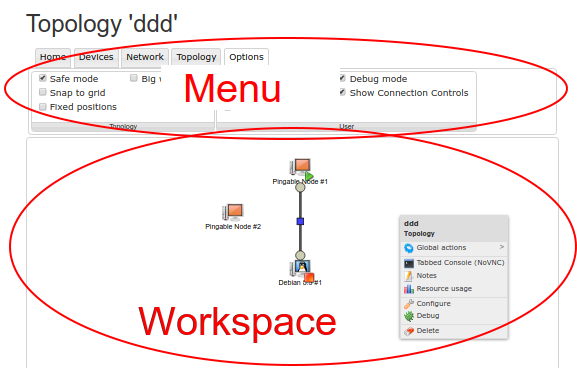 Topology 'ddd'
Home Devices Network Topology Options
Safe mode Big Debug mode
Menu
Snap to grid Show Connection Controls
Fixed positions
Topology User
Pingable Node #1
Pingable Node #2
ddd
Topology
Global actions >
Tabbed Console (NoVNC)
Notes
Debian #1
Resource usage
Configure
Workspace
Debug
Delete